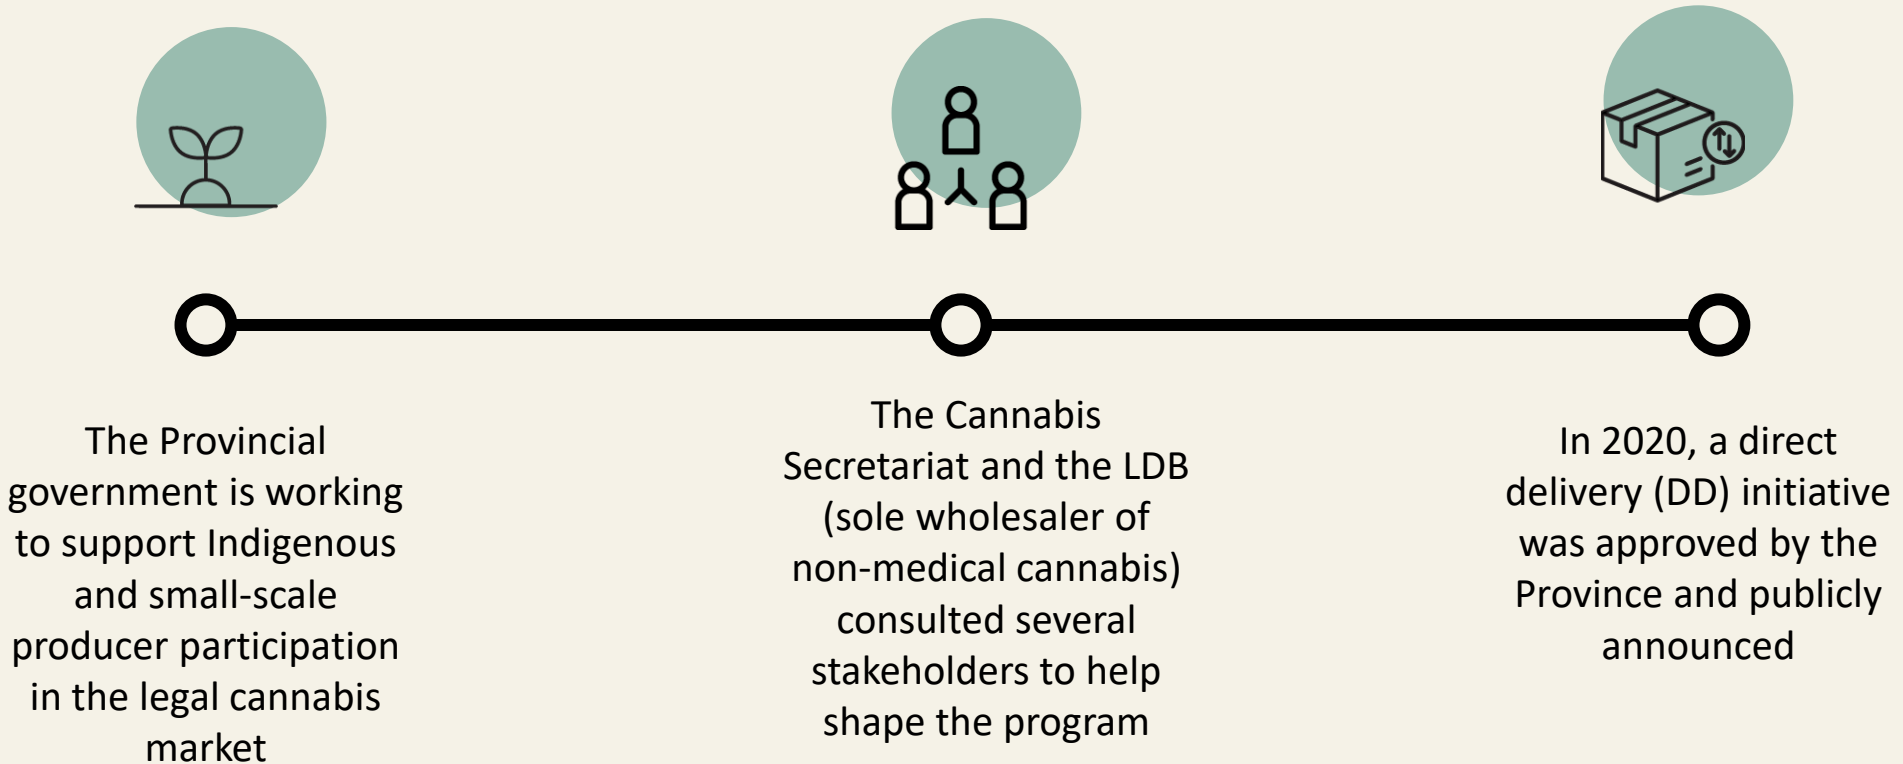 The Provincial
government is working
to support Indigenous
and small-scale
producer participation
in the legal cannabis
market
The Cannabis
Secretariat and the LDB
(sole wholesaler of
non-medical cannabis)
consulted several
stakeholders to help
shape the program
In 2020, a direct
delivery (DD) initiative
was approved by the
Province and publicly
announced